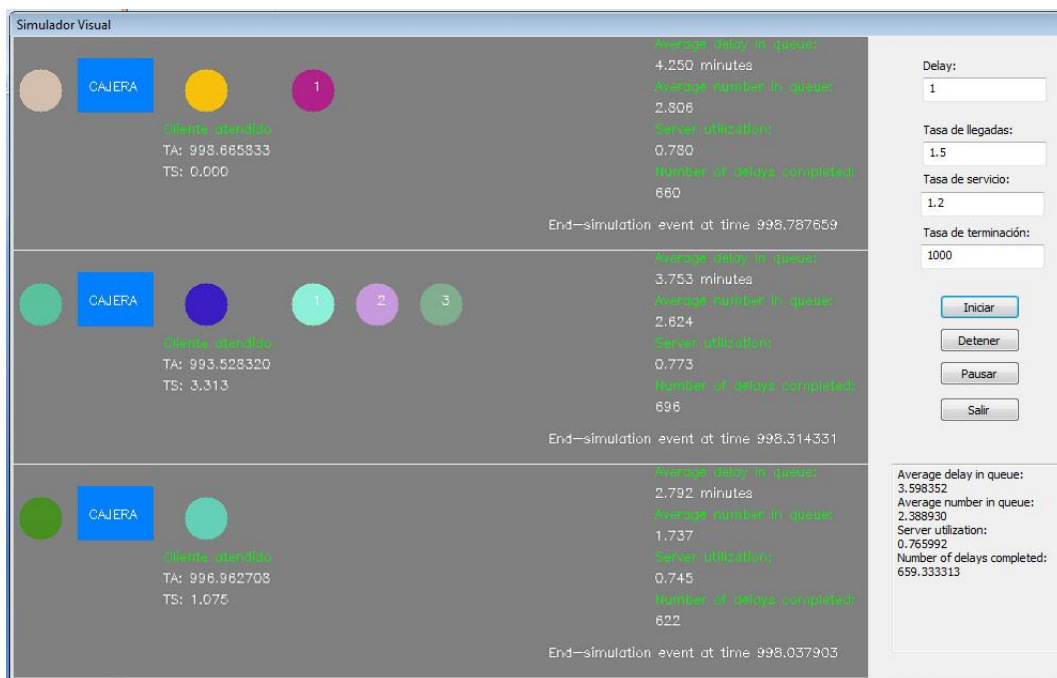 Simulador Visual
CAJERA
1
Cliente atendido
TA: 998.665833
TS: 0.000
Average delay in queue:
4.250 minutes
Average number in queue:
2.806
Server utilization:
0.780
Number of delays completed:
660
End-simulation event at time 998.787659
CAJERA
1 2 3
Cliente atendido
TA: 993.528320
TS: 3.313
Average delay in queue:
3.753 minutes
Average number in queue:
2.624
Server utilization:
0.773
Number of delays completed:
696
End-simulation event at time 998.314331
CAJERA
Cliente atendido
TA: 996.962708
TS: 1.075
Average delay in queue:
2.792 minutes
Average number in queue:
1.737
Server utilization:
0.745
Number of delays completed:
622
End-simulation event at time 998.037903
Delay:
1
Tasa de llegadas:
1.5
Tasa de servicio:
1.2
Tasa de terminación:
1000
Iniciar
Detener
Pausar
Salir
Average delay in queue:
3.598352
Average number in queue:
2.388930
Server utilization:
0.765992
Number of delays completed:
659.333313